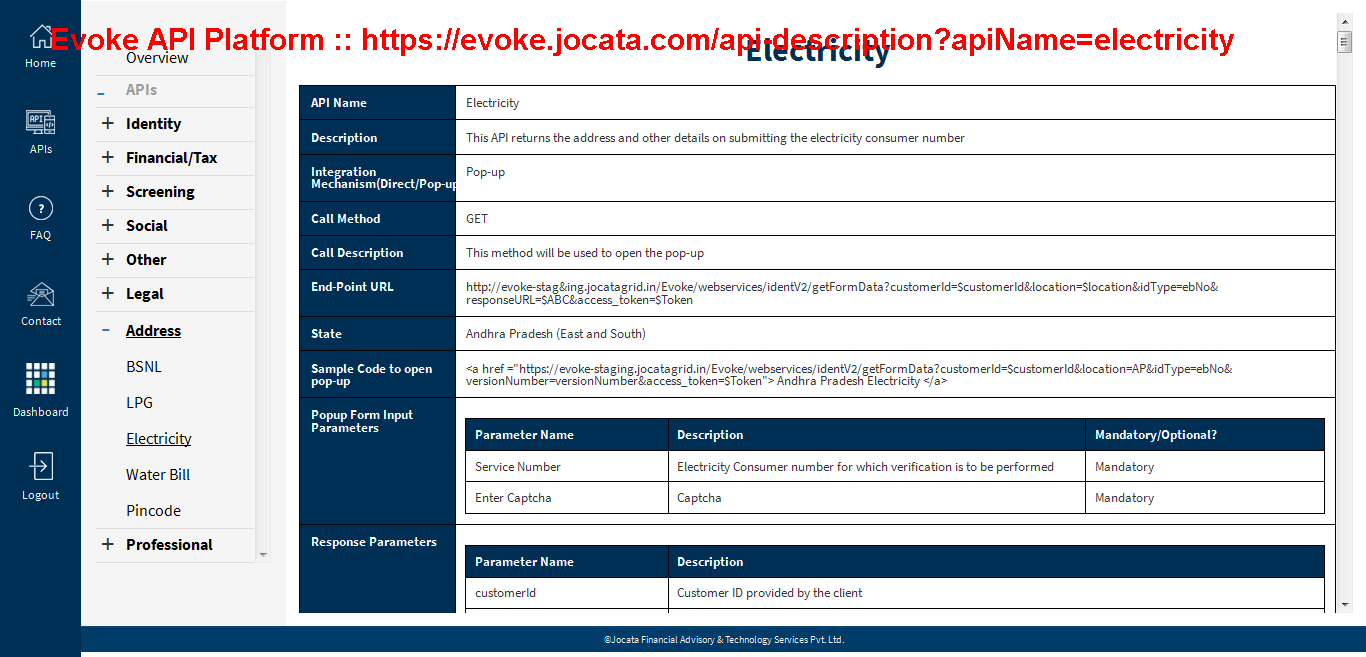 Evoke API Platform :: https://evoke.jocata.com/api-description?apiName=electricity
Home
APIs
FAQ
Contact
Dashboard
Logout
Overview
APIs
Identity
Financial/Tax
Screening
Social
Other
Legal
Address
BSNL
LPG
Electricity
Water Bill
Pincode
Professional
Electricity
API Name
Electricity
Description
This API returns the address and other details on submitting the electricity consumer number
Integration
Mechanism(Direct/Pop-up
Pop-up
Call Method
GET
Call Description
This method will be used to open the pop-up
End-Point URL
http://evoke-stag&ing.jocatagrid.in/Evoke/webservices/identV2/getFormData?customerId=$customerId&location=$location&idType=ebNo&
responseURL=$ABC&access_token=$Token
State
Andhra Pradesh (East and South)
Sample Code to open
pop-up
<a href ="https://evoke-staging.jocatagrid.in/Evoke/webservices/identV2/getFormData?customerId=$customerId&location=AP&idType=ebNo&
versionNumber=versionNumber&access_token=$Token"> Andhra Pradesh Electricity </a>
Popup Form Input
Parameters
Parameter Name Description Mandatory/Optional?
Service Number Electricity Consumer number for which verification is to be performed Mandatory
Enter Captcha Captcha Mandatory
Response Parameters
Parameter Name Description
customerId Customer ID provided by the client
©Jocata Financial Advisory & Technology Services Pvt. Ltd.